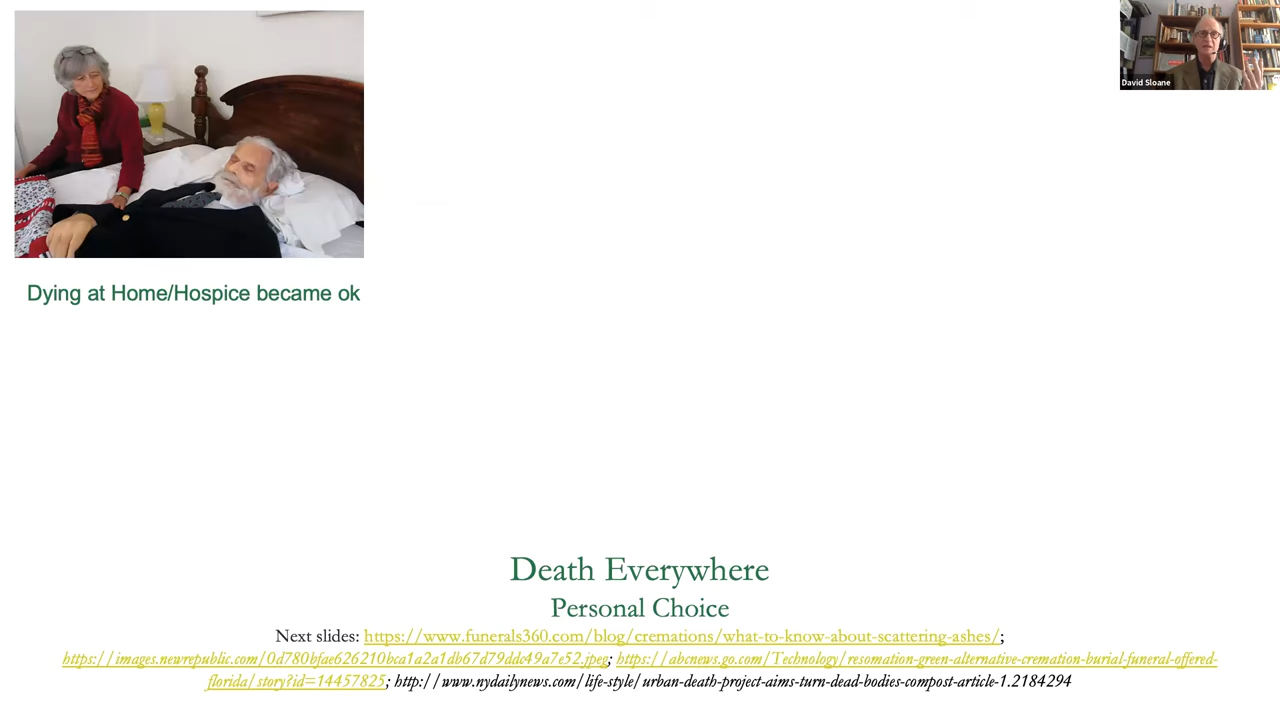 David Sloane
Dying at Home/Hospice became ok
Death Everywhere
Personal Choice
Next slides: https://www.funerals360.com/blog/cremations/what-to-know-about-scattering-ashes/;
https://images.newrepublic.com/0d780bfae626210bca1a2a1db67d79ddc49a7e52.jpeg; https://abcnews.go.com/Technology/resomation-green-alternative-cremation-burial-funeral-offered-
florida/story?id=14457825; http://www.nydailynews.com/life-style/urban-death-project-aims-turn-dead-bodies-compost-article-1.2184294